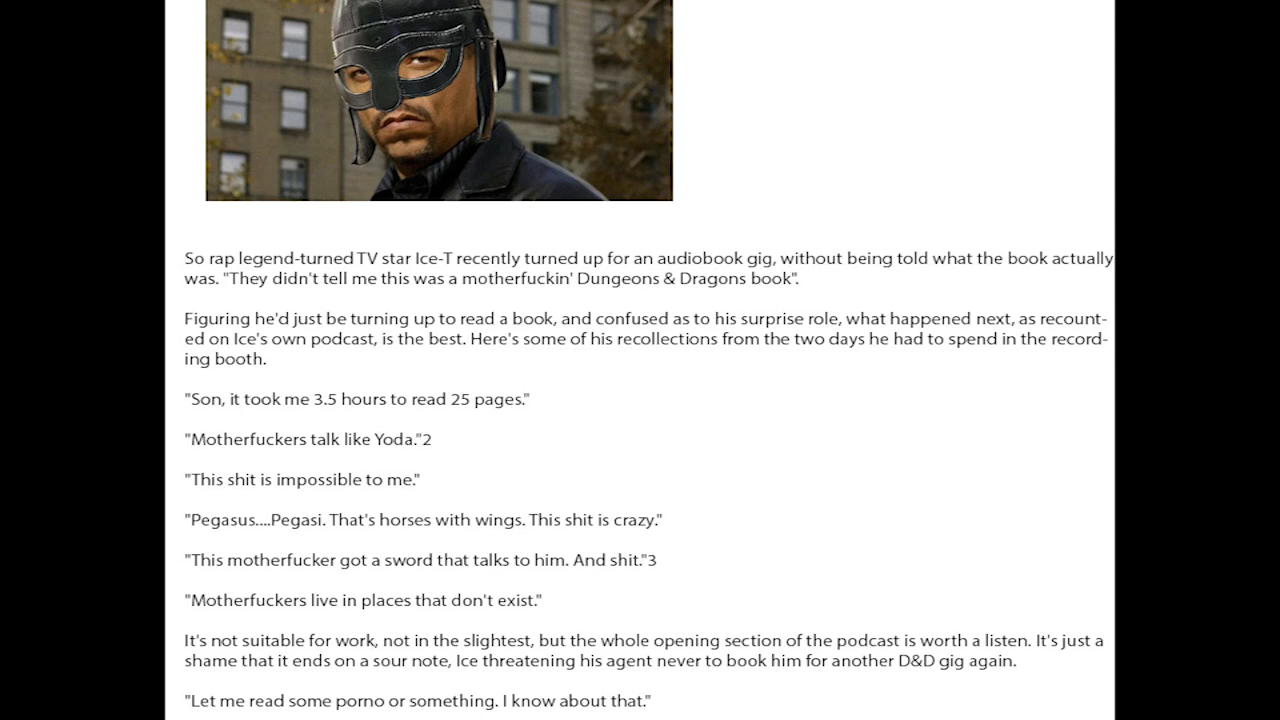 So rap legend-turned TV star Ice-T recently turned up for an audiobook gig, without being told what the book actually
was. "They didn't tell me this was a motherfuckin' Dungeons & Dragons book".
Figuring he'd just be turning up to read a book, and confused as to his surprise role, what happened next, as recount-
ed on Ice's own podcast, is the best. Here's some of his recollections from the two days he had to spend in the record-
ing booth.
"Son, it took me 3.5 hours to read 25 pages."
"Motherfuckers talk like Yoda."2
"This shit is impossible to me."
"Pegasus....Pegasi. That's horses with wings. This shit is crazy."
"This motherfucker got a sword that talks to him. And shit."3
"Motherfuckers live in places that don't exist."
It's not suitable for work, not in the slightest, but the whole opening section of the podcast is worth a listen. It's just a
shame that it ends on a sour note, Ice threatening his agent never to book him for another D&D gig again.
"Let me read some porno or something. I know about that."